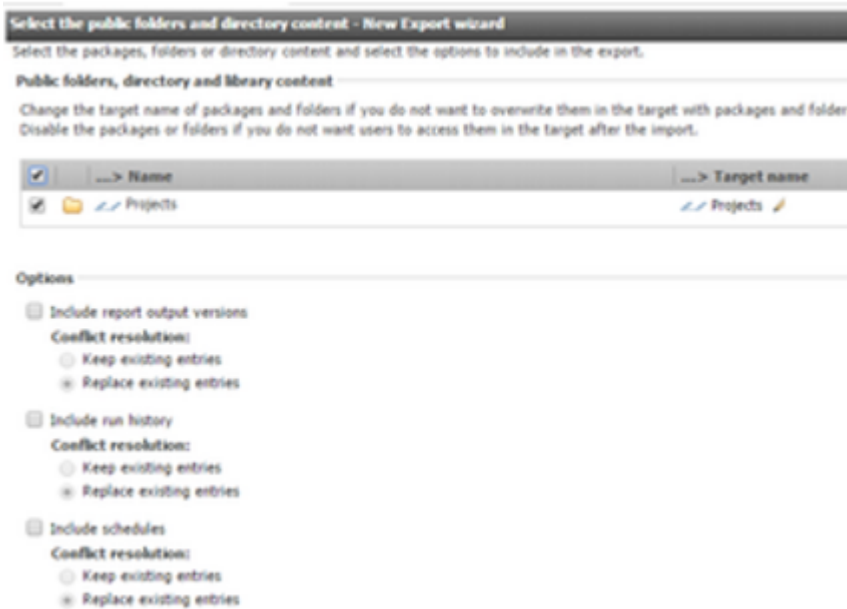 Select the public folders and directory content - New Export wizard
Select the packages, folders or directory content and select the options to include in the export.
Public folders, directory and library content
Change the target name of packages and folders if you do not want to overwrite them in the target with packages and folder
Disable the packages or folders if you do not want users to access them in the target after the import.
...> Name ...> Target name
Projects Projects
Options
Include report output versions
Conflict resolution:
Keep existing entries
Replace existing entries
Include run history
Conflict resolution:
Keep existing entries
Replace existing entries
Include schedules
Conflict resolution:
Keep existing entries
Replace existing entries